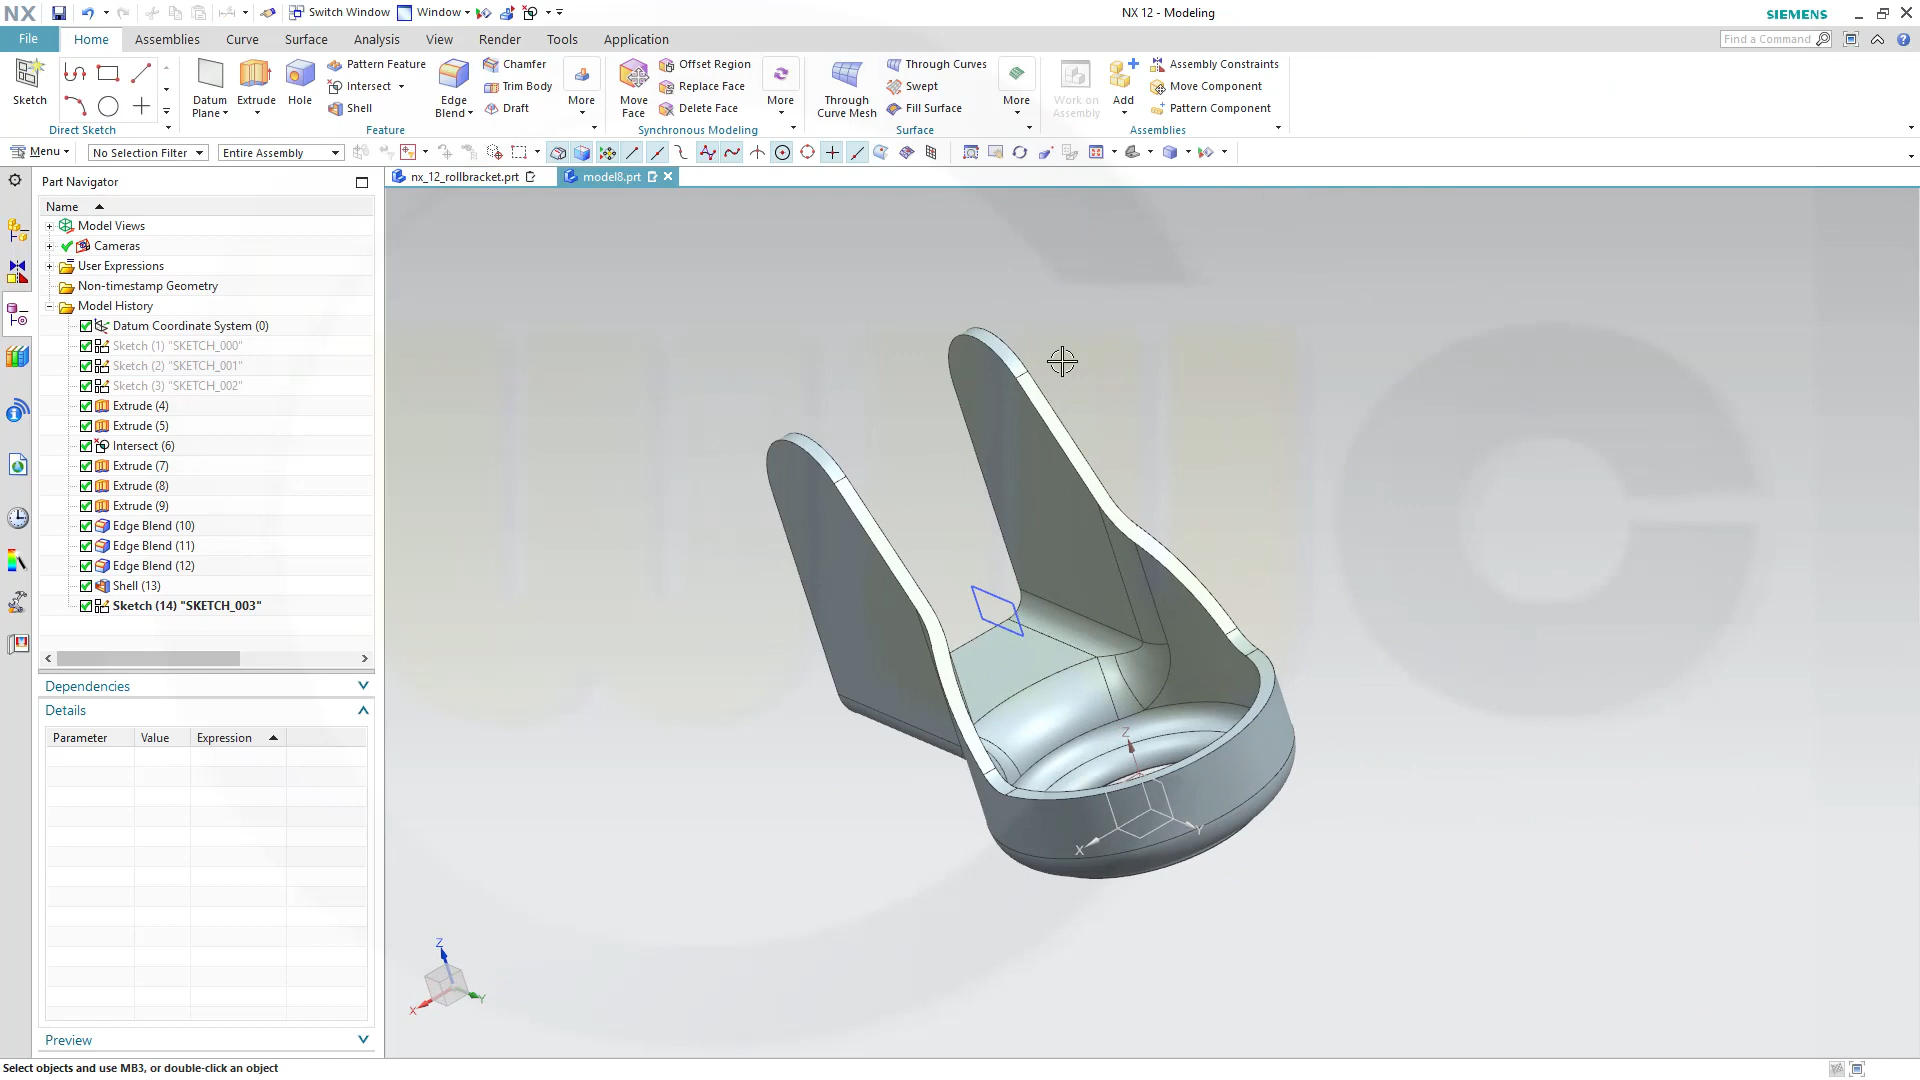 NX
Switch Window
Window
NX 12 - Modeling
SIEMENS
File
Home
Assemblies
Curve
Surface
Analysis
View
Render
Tools
Application
Find a Command
Sketch
Direct Sketch
Datum Plane
Extrude
Hole
Pattern Feature
Intersect
Shell
Edge Blend
Chamfer
Trim Body
Draft
More
Feature
Move Face
Offset Region
Replace Face
Delete Face
More
Synchronous Modeling
Through Curve Mesh
Through Curves
Swept
Fill Surface
More
Surface
Work on Assembly
Add
Assembly Constraints
Move Component
Pattern Component
Assemblies
Menu
No Selection Filter
Entire Assembly
Part Navigator
nx_12_rollbracket.prt
model8.prt
Name
Model Views
Cameras
User Expressions
Non-timestamp Geometry
Model History
Datum Coordinate System (0)
Sketch (1) "SKETCH_000"
Sketch (2) "SKETCH_001"
Sketch (3) "SKETCH_002"
Extrude (4)
Extrude (5)
Intersect (6)
Extrude (7)
Extrude (8)
Extrude (9)
Edge Blend (10)
Edge Blend (11)
Edge Blend (12)
Shell (13)
Sketch (14) "SKETCH_003"
Dependencies
Details
Parameter
Value
Expression
Preview
Z
Y
X
Z
Y
X
Select objects and use MB3, or double-click an object